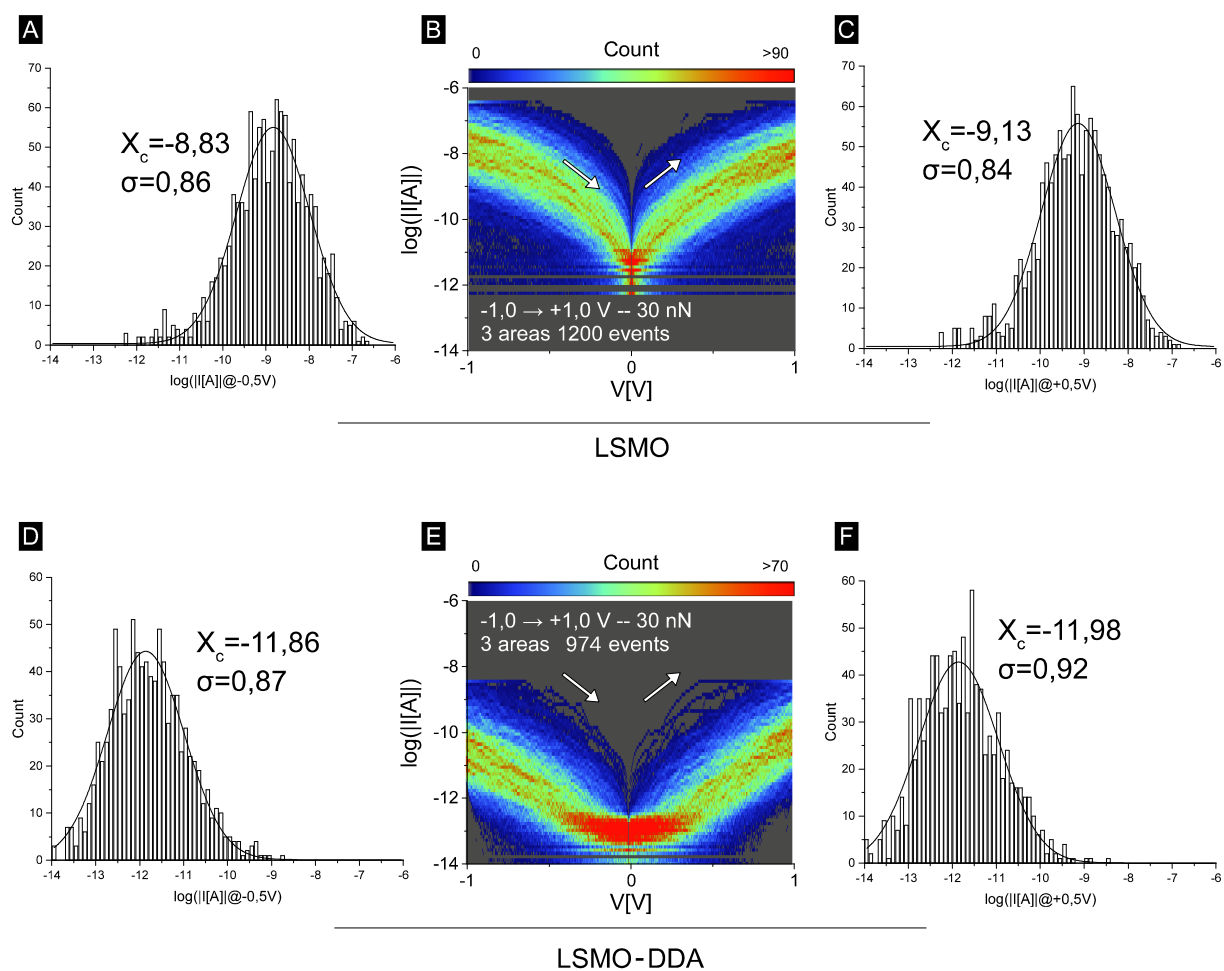 A
B
C
Count
0
>90
70
60
50
40
30
20
10
0
Count
Xc=-8,83
σ=0,86
-14
-13
-12
-11
-10
-9
-8
-7
-6
log(|I[A]|@-0,5V)
-6
-8
-10
-12
-14
log(|I[A]|)
-1,0 → +1,0 V -- 30 nN
3 areas 1200 events
-1
0
1
V[V]
70
60
50
40
30
20
10
0
Count
Xc=-9,13
σ=0,84
-14
-13
-12
-11
-10
-9
-8
-7
-6
log(|I[A]|@+0,5V)
LSMO
D
E
F
Count
0
>70
60
50
40
30
20
10
0
Count
Xc=-11,86
σ=0,87
-14
-13
-12
-11
-10
-9
-8
-7
-6
log(|I[A]|@-0,5V)
-6
-8
-10
-12
-14
log(|I[A]|)
-1,0 → +1,0 V -- 30 nN
3 areas 974 events
-1
0
1
V[V]
60
50
40
30
20
10
0
Count
Xc=-11,98
σ=0,92
-14
-13
-12
-11
-10
-9
-8
-7
-6
log(|I[A]|@+0,5V)
LSMO-DDA